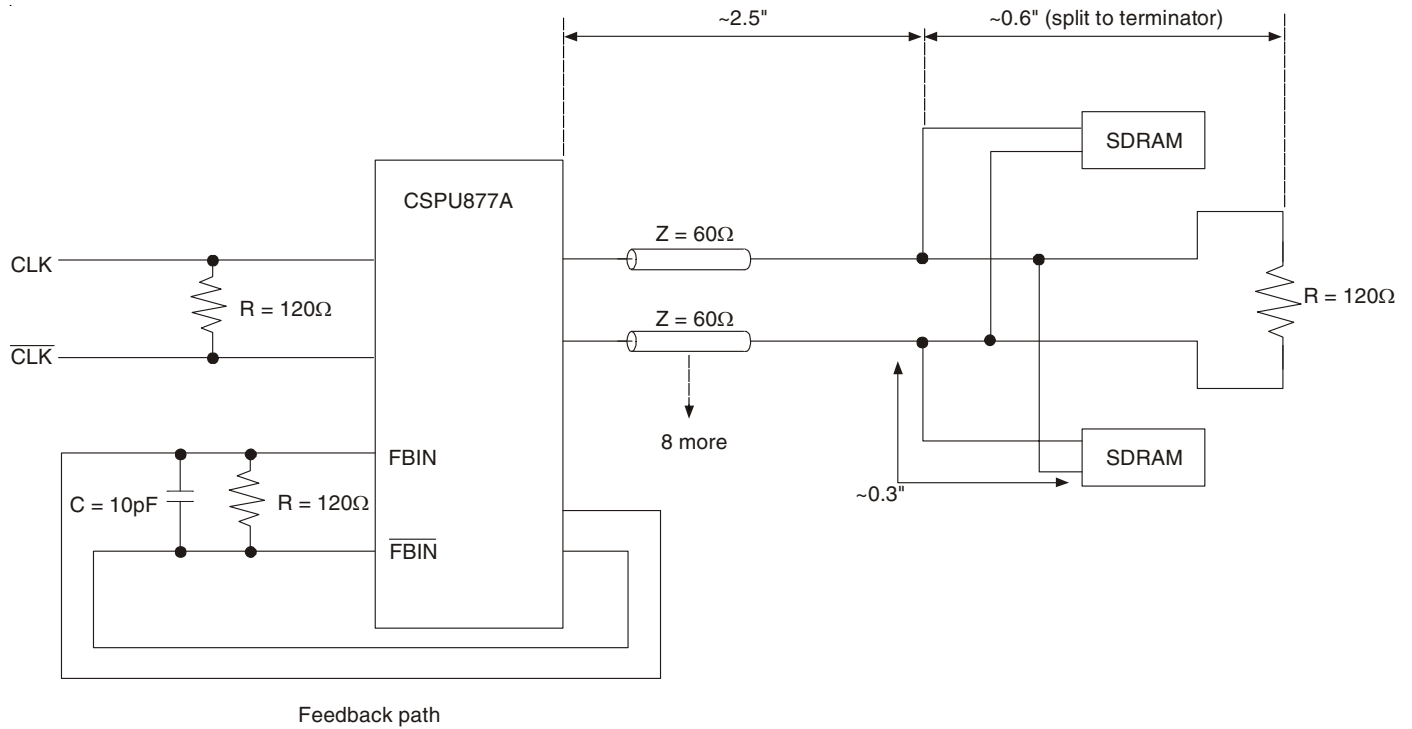 ~2.5"
~0.6" (split to terminator)
SDRAM
CSPU877A
Z = 60Ω
CLK
R = 120Ω
R = 120Ω
Z = 60Ω
CLK
8 more
FBIN
SDRAM
C = 10pF
R = 120Ω
~0.3"
FBIN
Feedback path